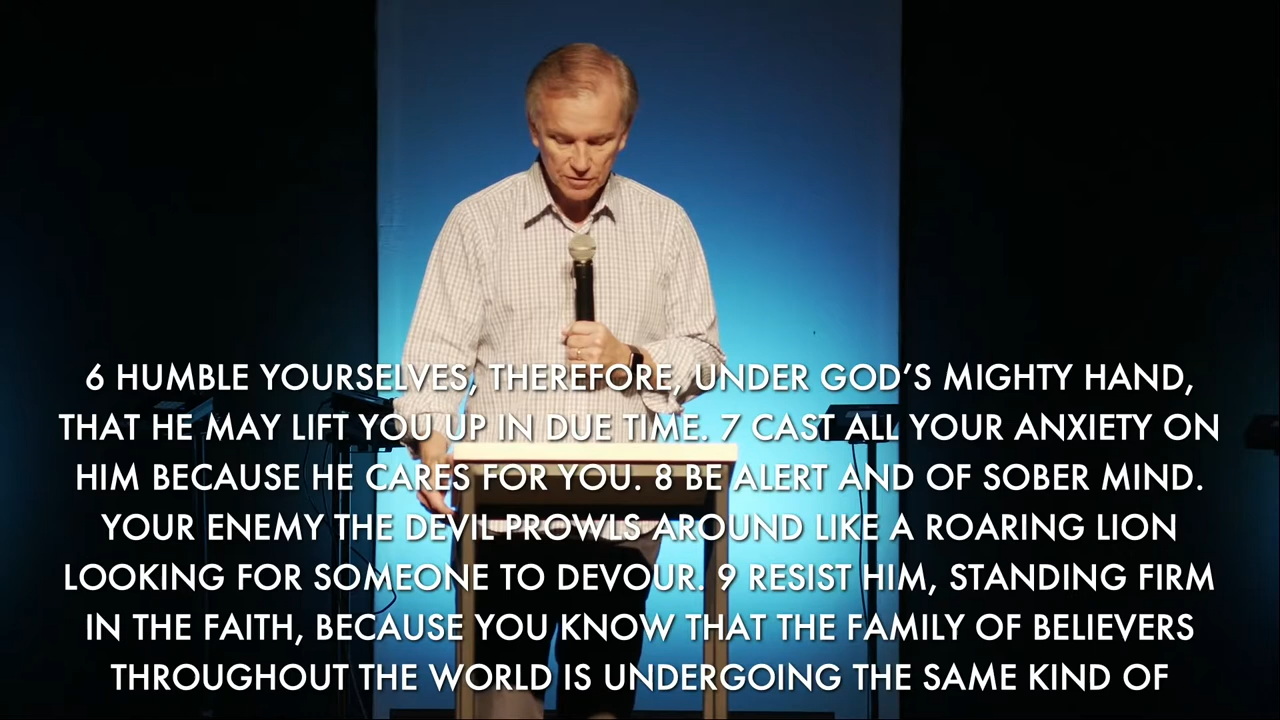 6 HUMBLE YOURSELVES, THEREFORE, UNDER GOD’S MIGHTY HAND,
THAT HE MAY LIFT YOU UP IN DUE TIME. 7 CAST ALL YOUR ANXIETY ON
HIM BECAUSE HE CARES FOR YOU. 8 BE ALERT AND OF SOBER MIND.
YOUR ENEMY THE DEVIL PROWLS AROUND LIKE A ROARING LION
LOOKING FOR SOMEONE TO DEVOUR. 9 RESIST HIM, STANDING FIRM
IN THE FAITH, BECAUSE YOU KNOW THAT THE FAMILY OF BELIEVERS
THROUGHOUT THE WORLD IS UNDERGOING THE SAME KIND OF